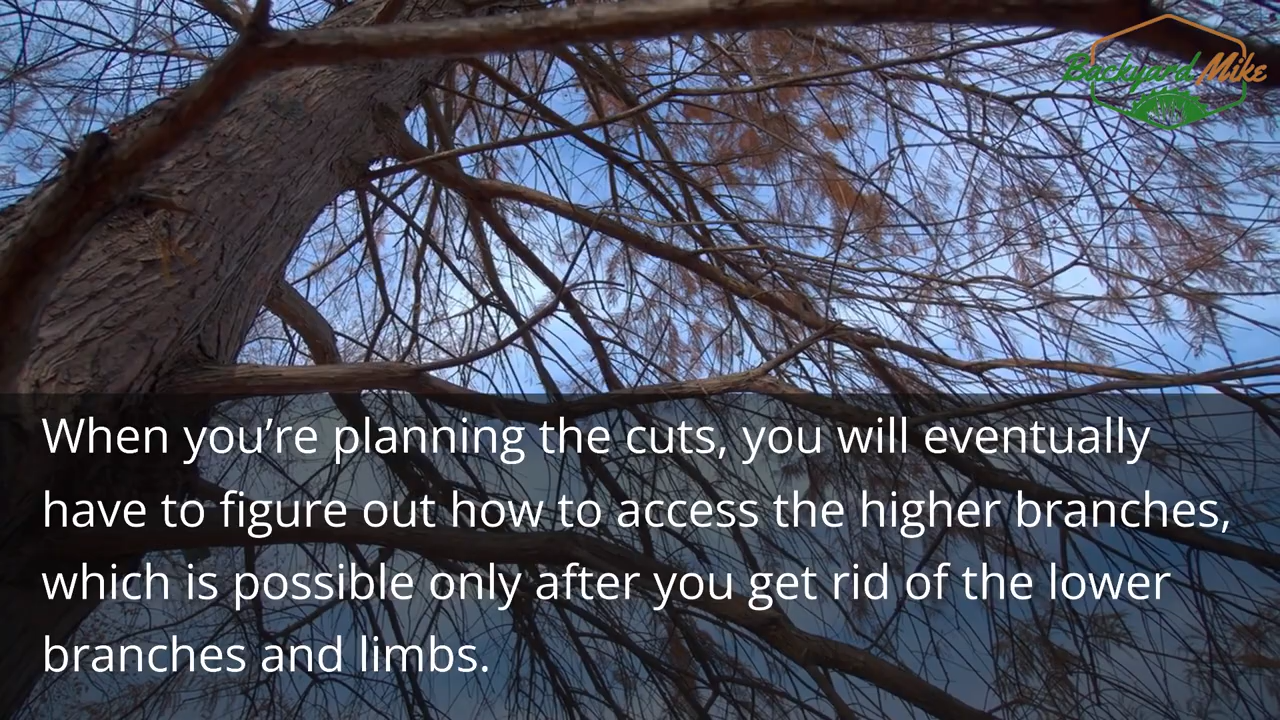 Backyard Mike
When you’re planning the cuts, you will eventually
have to figure out how to access the higher branches,
which is possible only after you get rid of the lower
branches and limbs.